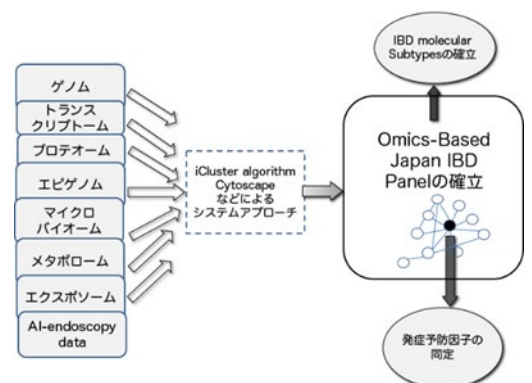 ゲノム
トランス
クリプトーム
プロテオーム
エピゲノム
マイクロ
バイオーム
メタボローム
エクスポソーム
AI-endoscopy
data
iCluster algorithm
Cytoscape
などによる
システムアプローチ
IBD molecular
Subtypesの確立
Omics-Based
Japan IBD
Panelの確立
発症予防因子の
同定